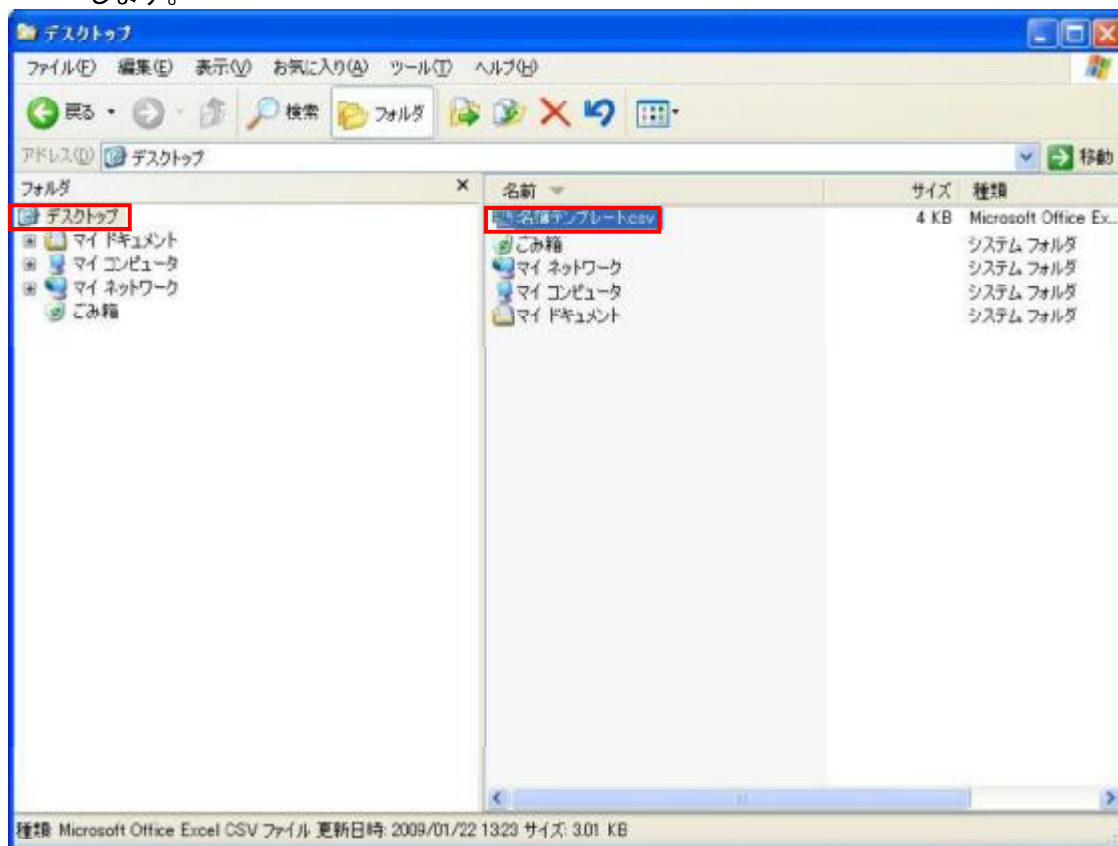 します。
デスクトップ
ファイル(F) 編集(E) 表示(V) お気に入り(A) ツール(T) ヘルプ(H)
戻る 検索 フォルダ
アドレス(D) デスクトップ 移動
フォルダ × 名前 サイズ 種類
デスクトップ 名簿テンプレート.csv 4 KB Microsoft Office Ex...
マイ ドキュメント ごみ箱 システム フォルダ
マイ コンピュータ マイ ネットワーク システム フォルダ
マイ ネットワーク マイ コンピュータ システム フォルダ
ごみ箱 マイ ドキュメント システム フォルダ
種類: Microsoft Office Excel CSV ファイル 更新日時: 2009/01/22 13:23 サイズ: 3.01 KB